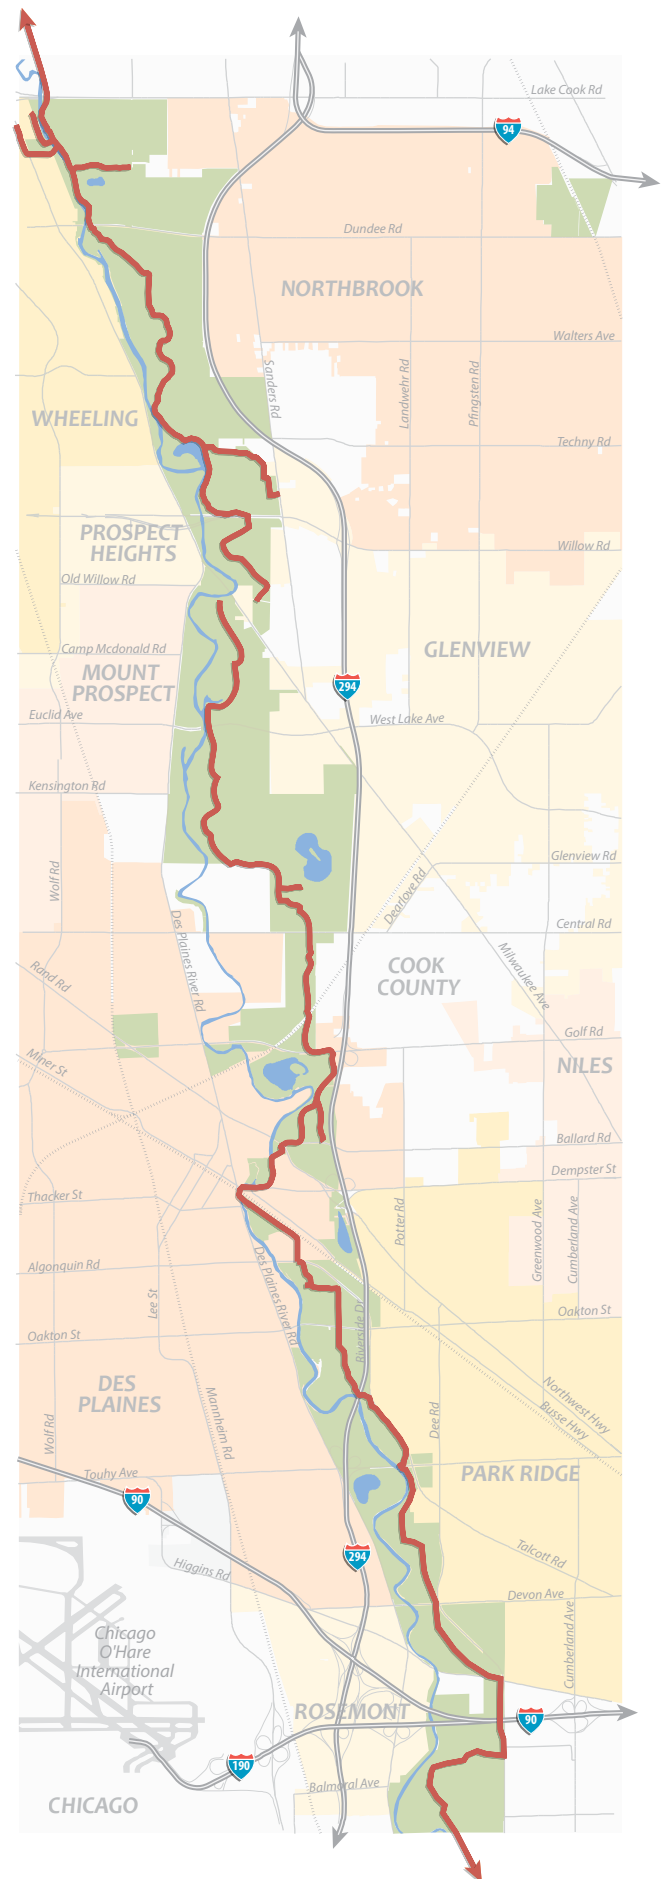 Lake Cook Rd
94
Dundee Rd
NORTHBROOK
Walters Ave
Sanders Rd
Landwehr Rd
Pfingsten Rd
WHEELING
Techny Rd
PROSPECT
HEIGHTS
Willow Rd
Old Willow Rd
Camp Mcdonald Rd
GLENVIEW
MOUNT
PROSPECT
294
Euclid Ave
West Lake Ave
Kensington Rd
Glenview Rd
Wolf Rd
Dearlove Rd
Des Plaines River Rd
Central Rd
Milwaukee Ave
COOK
COUNTY
Rand Rd
Golf Rd
Miner St
NILES
Ballard Rd
Dempster St
Thacker St
Potter Rd
Greenwood Ave
Cumberland Ave
Algonquin Rd
Des Plaines River Rd
Lee St
Riverside Dr
Oakton St
Oakton St
DES
PLAINES
Mannheim Rd
Wolf Rd
Dee Rd
Northwest Hwy
Busse Hwy
Touhy Ave
PARK RIDGE
90
294
Talcott Rd
Higgins Rd
Devon Ave
Cumberland Ave
Chicago
O'Hare
International
Airport
ROSEMONT
90
190
Balmoral Ave
CHICAGO